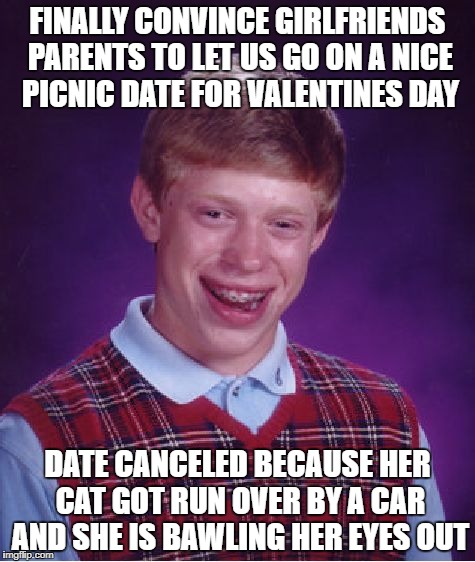 FINALLY CONVINCE GIRLFRIENDS
PARENTS TO LET US GO ON A NICE
PICNIC DATE FOR VALENTINES DAY
DATE CANCELED BECAUSE HER
CAT GOT RUN OVER BY A CAR
AND SHE IS BAWLING HER EYES OUT
imgflip.com